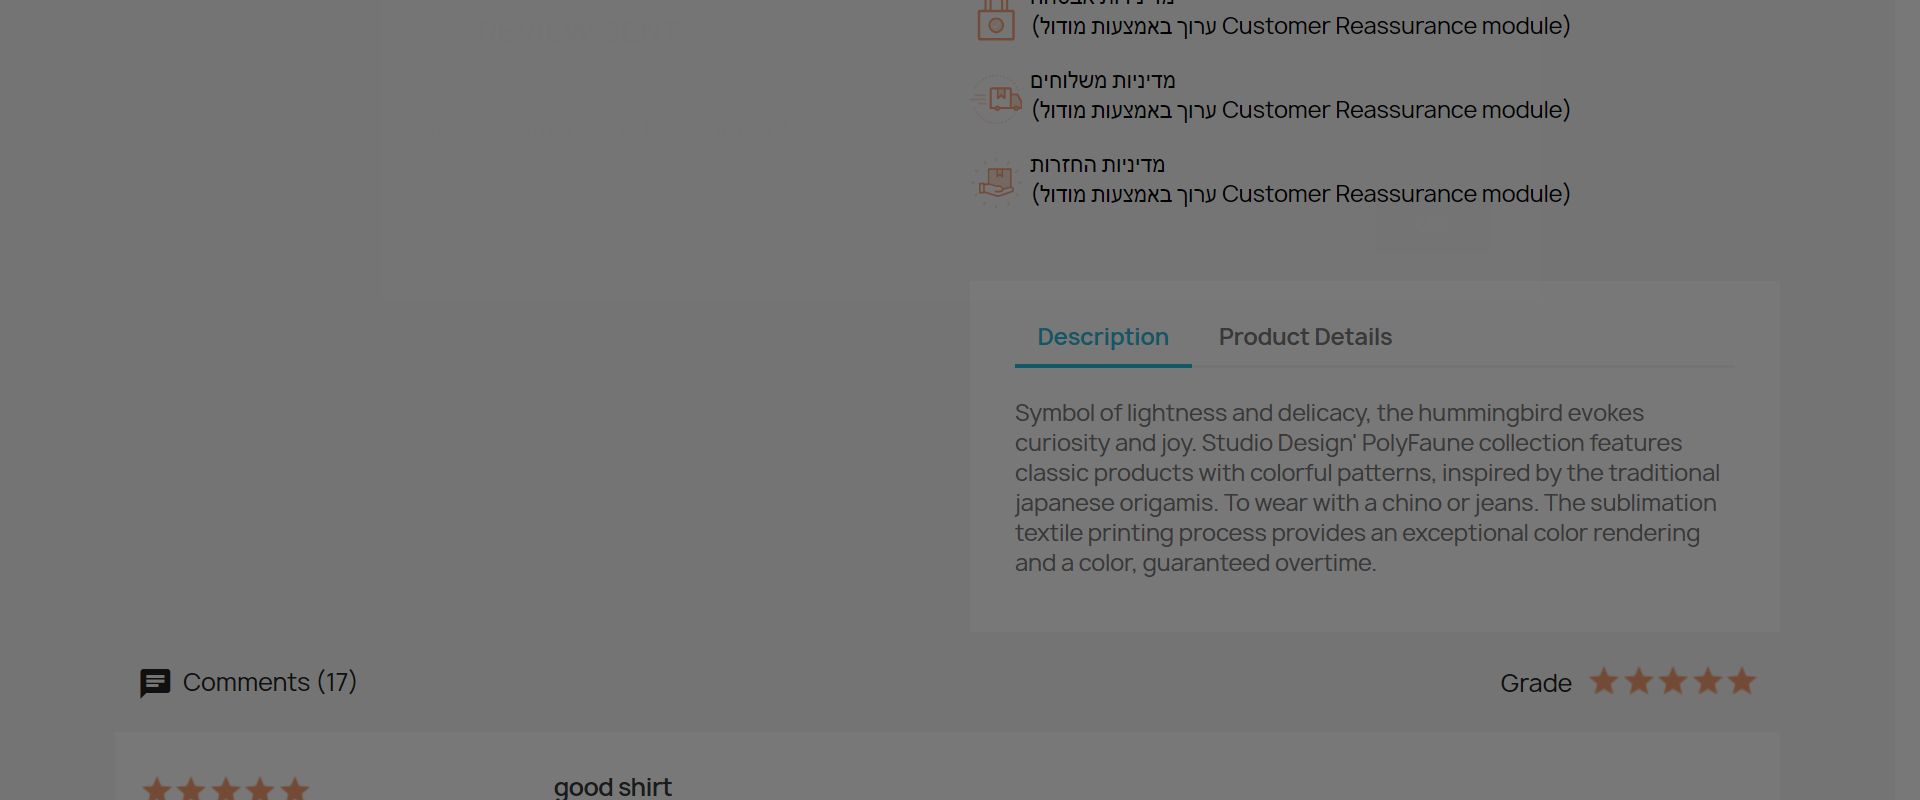 מדיניות אבטחה
(ערוך באמצעות מודול Customer Reassurance module)
מדיניות משלוחים
(ערוך באמצעות מודול Customer Reassurance module)
מדיניות החזרות
(ערוך באמצעות מודול Customer Reassurance module)
Description Product Details
Symbol of lightness and delicacy, the hummingbird evokes
curiosity and joy. Studio Design' PolyFaune collection features
classic products with colorful patterns, inspired by the traditional
japanese origamis. To wear with a chino or jeans. The sublimation
textile printing process provides an exceptional color rendering
and a color, guaranteed overtime.
Comments (17) Grade
good shirt